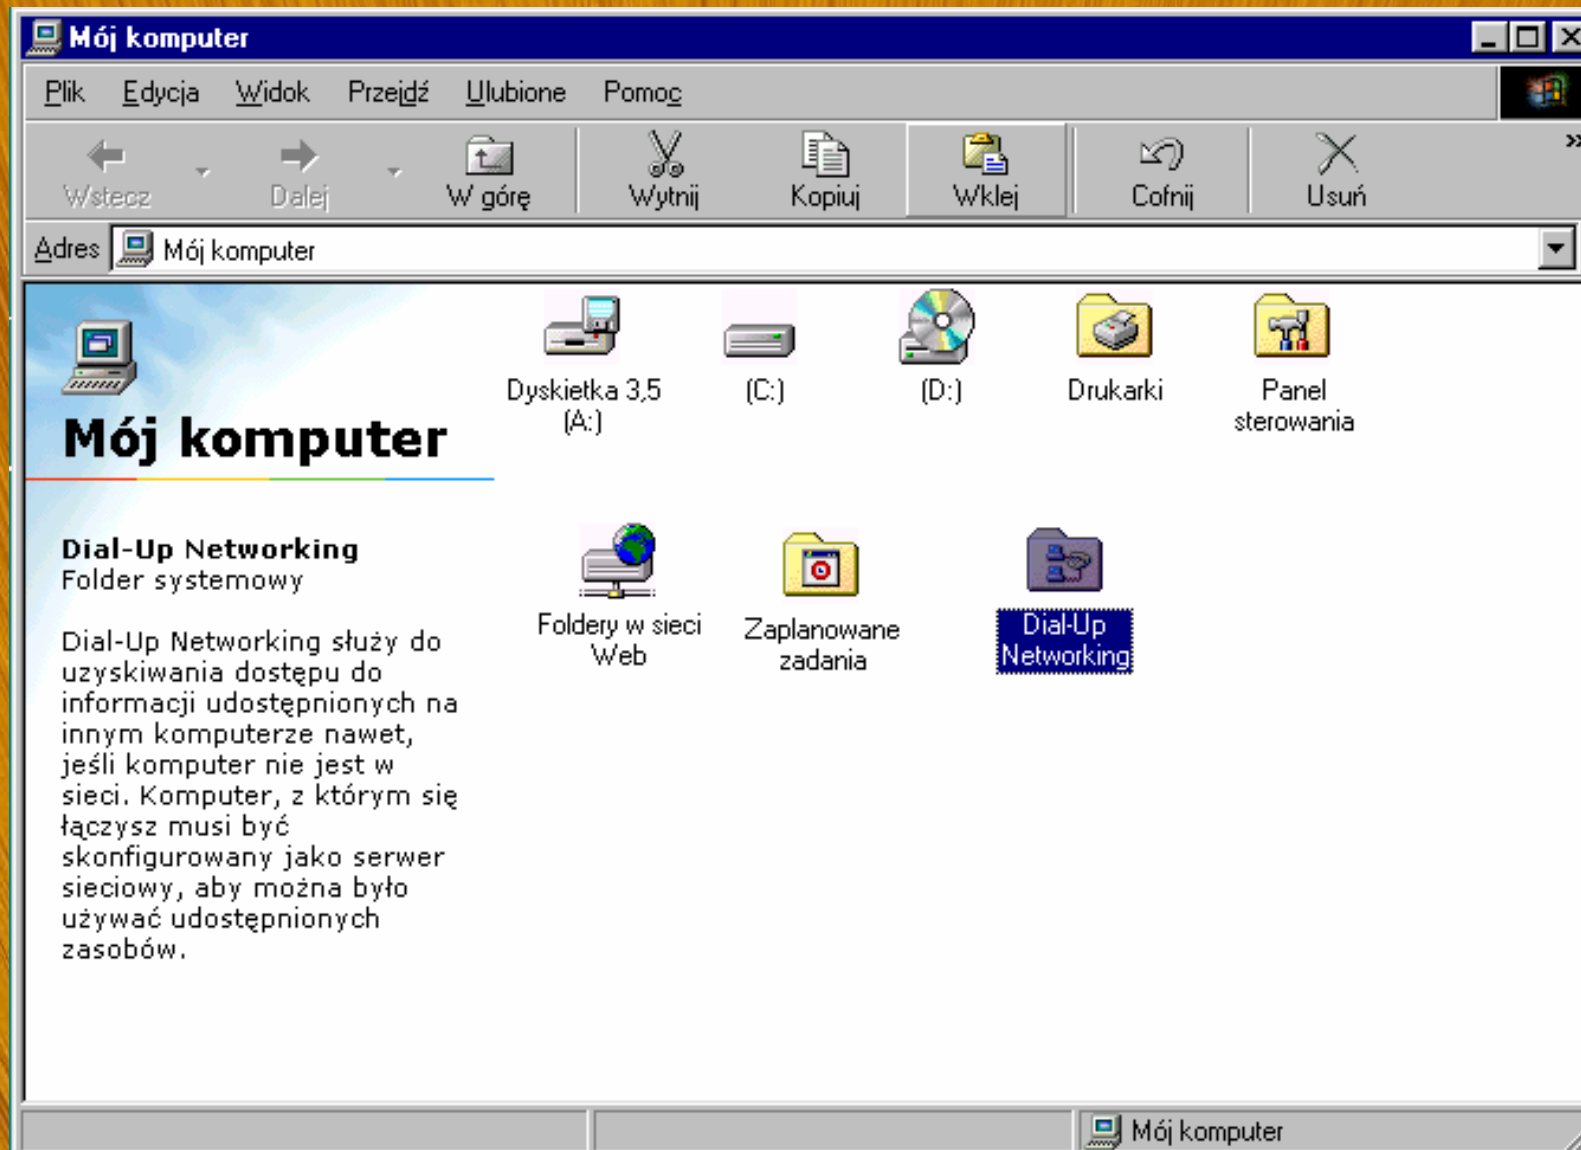 Mój komputer
Plik Edycja Widok Przejdź Ulubione Pomoc
Wstecz Dalej W górę Wytnij Kopiuj Wklej Cofnij Usuń »
Adres Mój komputer
Mój komputer
Dial-Up Networking
Folder systemowy
Dial-Up Networking służy do
uzyskiwania dostępu do
informacji udostępnionych na
innym komputerze nawet,
jeśli komputer nie jest w
sieci. Komputer, z którym się
łączysz musi być
skonfigurowany jako serwer
sieciowy, aby można było
używać udostępnionych
zasobów.
Dyskietka 3,5
(A:)
(C:)
(D:)
Drukarki
Panel
sterowania
Foldery w sieci
Web
Zaplanowane
zadania
Dial-Up
Networking
Mój komputer